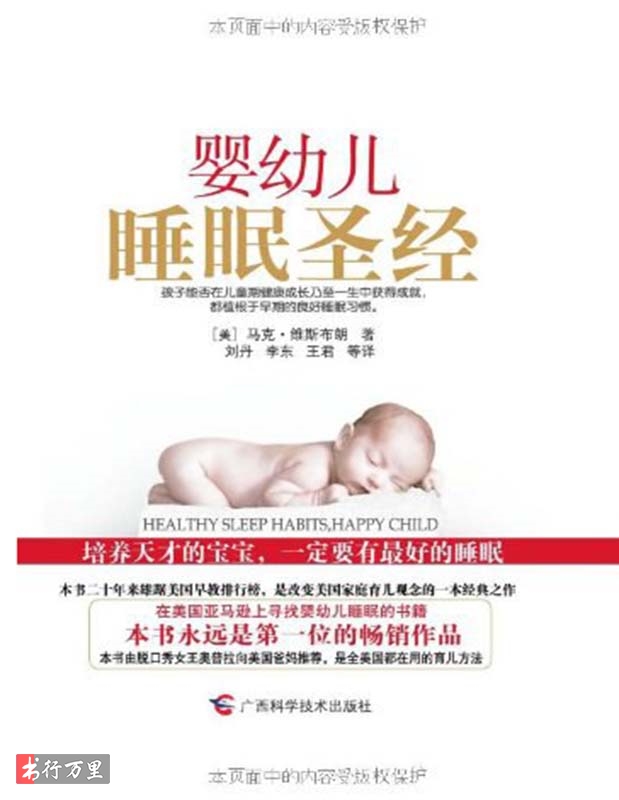 本页面中的内容受版权保护
婴幼儿
睡眠圣经
孩子能否在儿童期健康成长乃至一生中获得成就，
都植根于早期的良好睡眠习惯。
［美］马克·维斯布朗 著
刘丹 李东 王君 等译
HEALTHY SLEEP HABITS,HAPPY CHILD
培养天才的宝宝，一定要有最好的睡眠
本书二十年来雄踞美国早教排行榜，是改变美国家庭育儿观念的一本经典之作
在美国亚马逊上寻找婴幼儿睡眠的书籍
本书永远是第一位的畅销作品
本书由脱口秀女王奥普拉向美国爸妈推荐，是全美国都在用的育儿方法
广西科学技术出版社
书行万里
本页面中的内容受版权保护